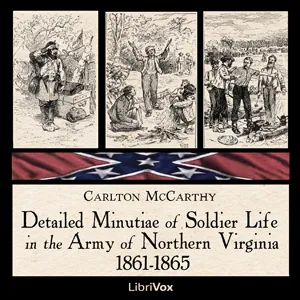 Carlton McCarthy
Detailed Minutiae of Soldier Life
in the Army of Northern Virginia
1861-1865
LibriVox